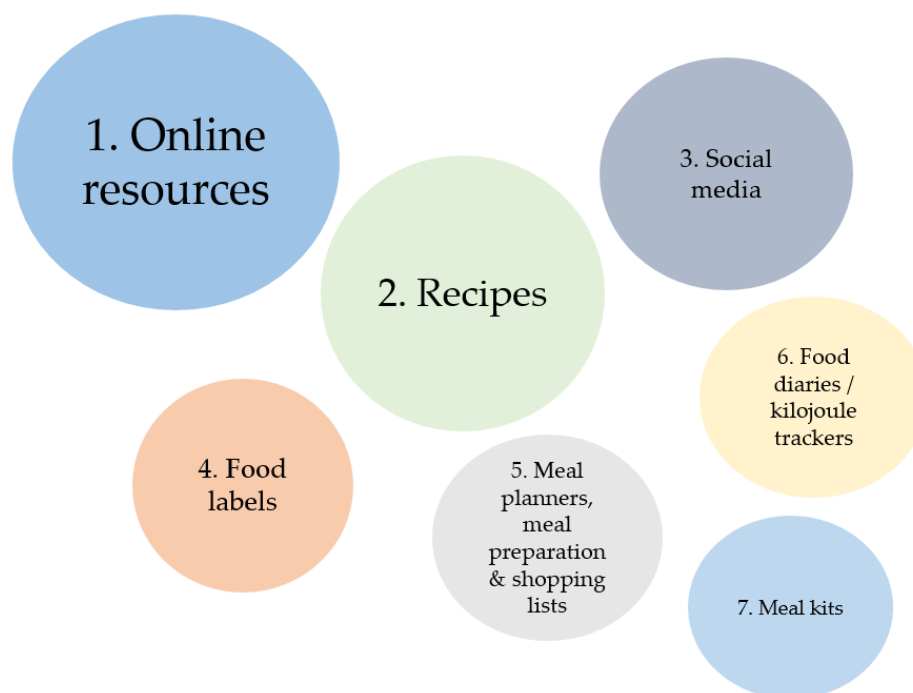 1. Online
resources
2. Recipes
3. Social
media
4. Food
labels
5. Meal
planners,
meal
preparation
& shopping
lists
6. Food
diaries /
kilojoule
trackers
7. Meal kits